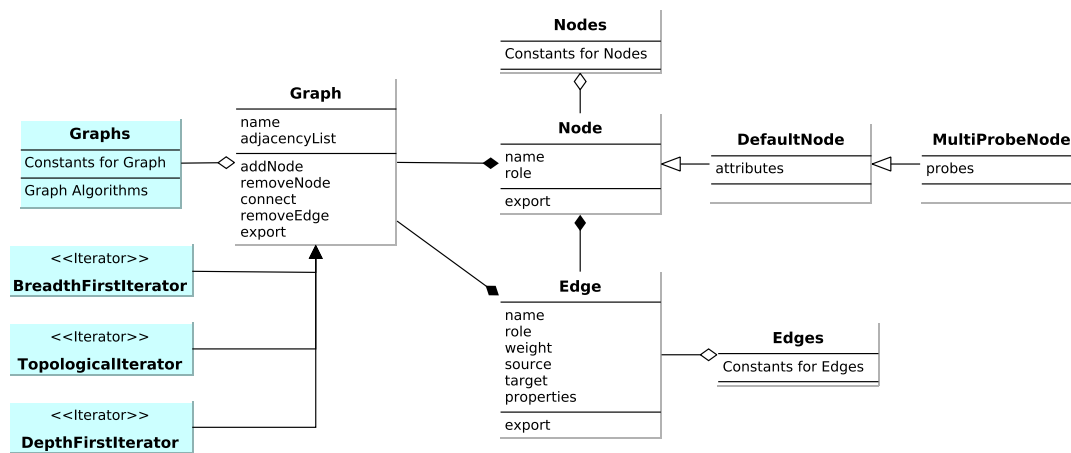 Nodes
Constants for Nodes
Graph
name
adjacencyList
addNode
removeNode
connect
removeEdge
export
Graphs
Constants for Graph
Graph Algorithms
Node
name
role
export
DefaultNode
attributes
MultiProbeNode
probes
<<Iterator>>
BreadthFirstIterator
<<Iterator>>
TopologicalIterator
<<Iterator>>
DepthFirstIterator
Edge
name
role
weight
source
target
properties
export
Edges
Constants for Edges